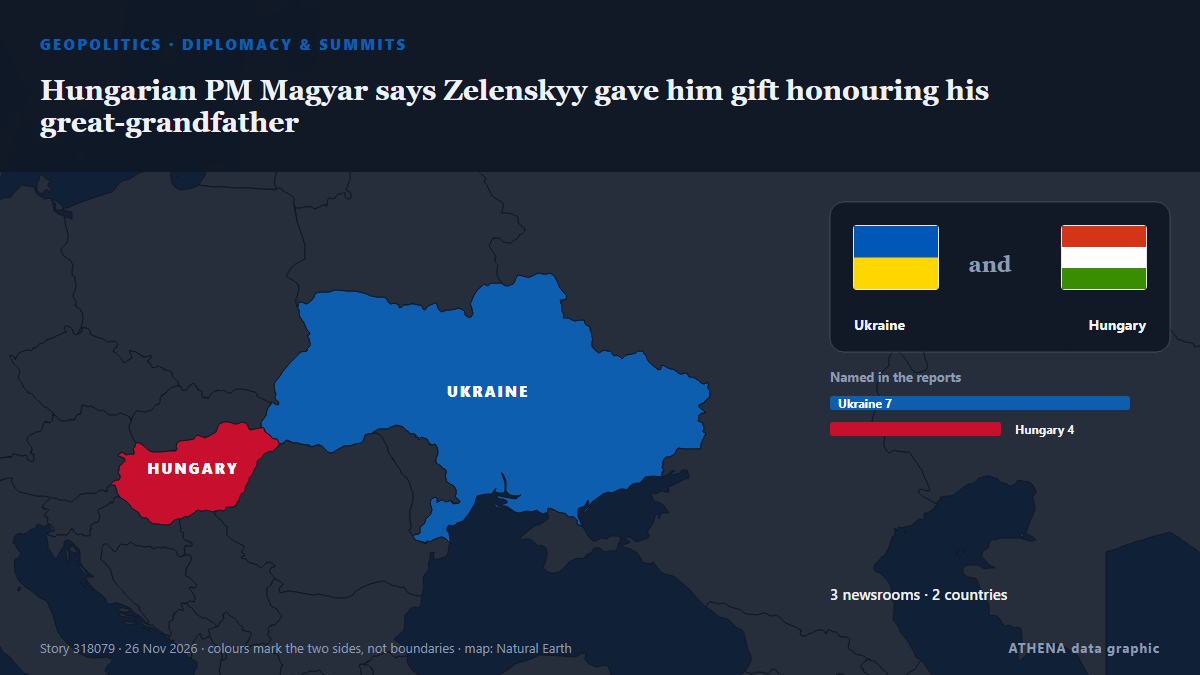 GEOPOLITICS · DIPLOMACY & SUMMITS
Hungarian PM Magyar says Zelenskyy gave him gift honouring his
great-grandfather
and
Ukraine
Hungary
Named in the reports
Ukraine 7
Hungary 4
UKRAINE
HUNGARY
3 newsrooms · 2 countries
Story 318079 · 26 Nov 2026 · colours mark the two sides, not boundaries · map: Natural Earth
ATHENA data graphic